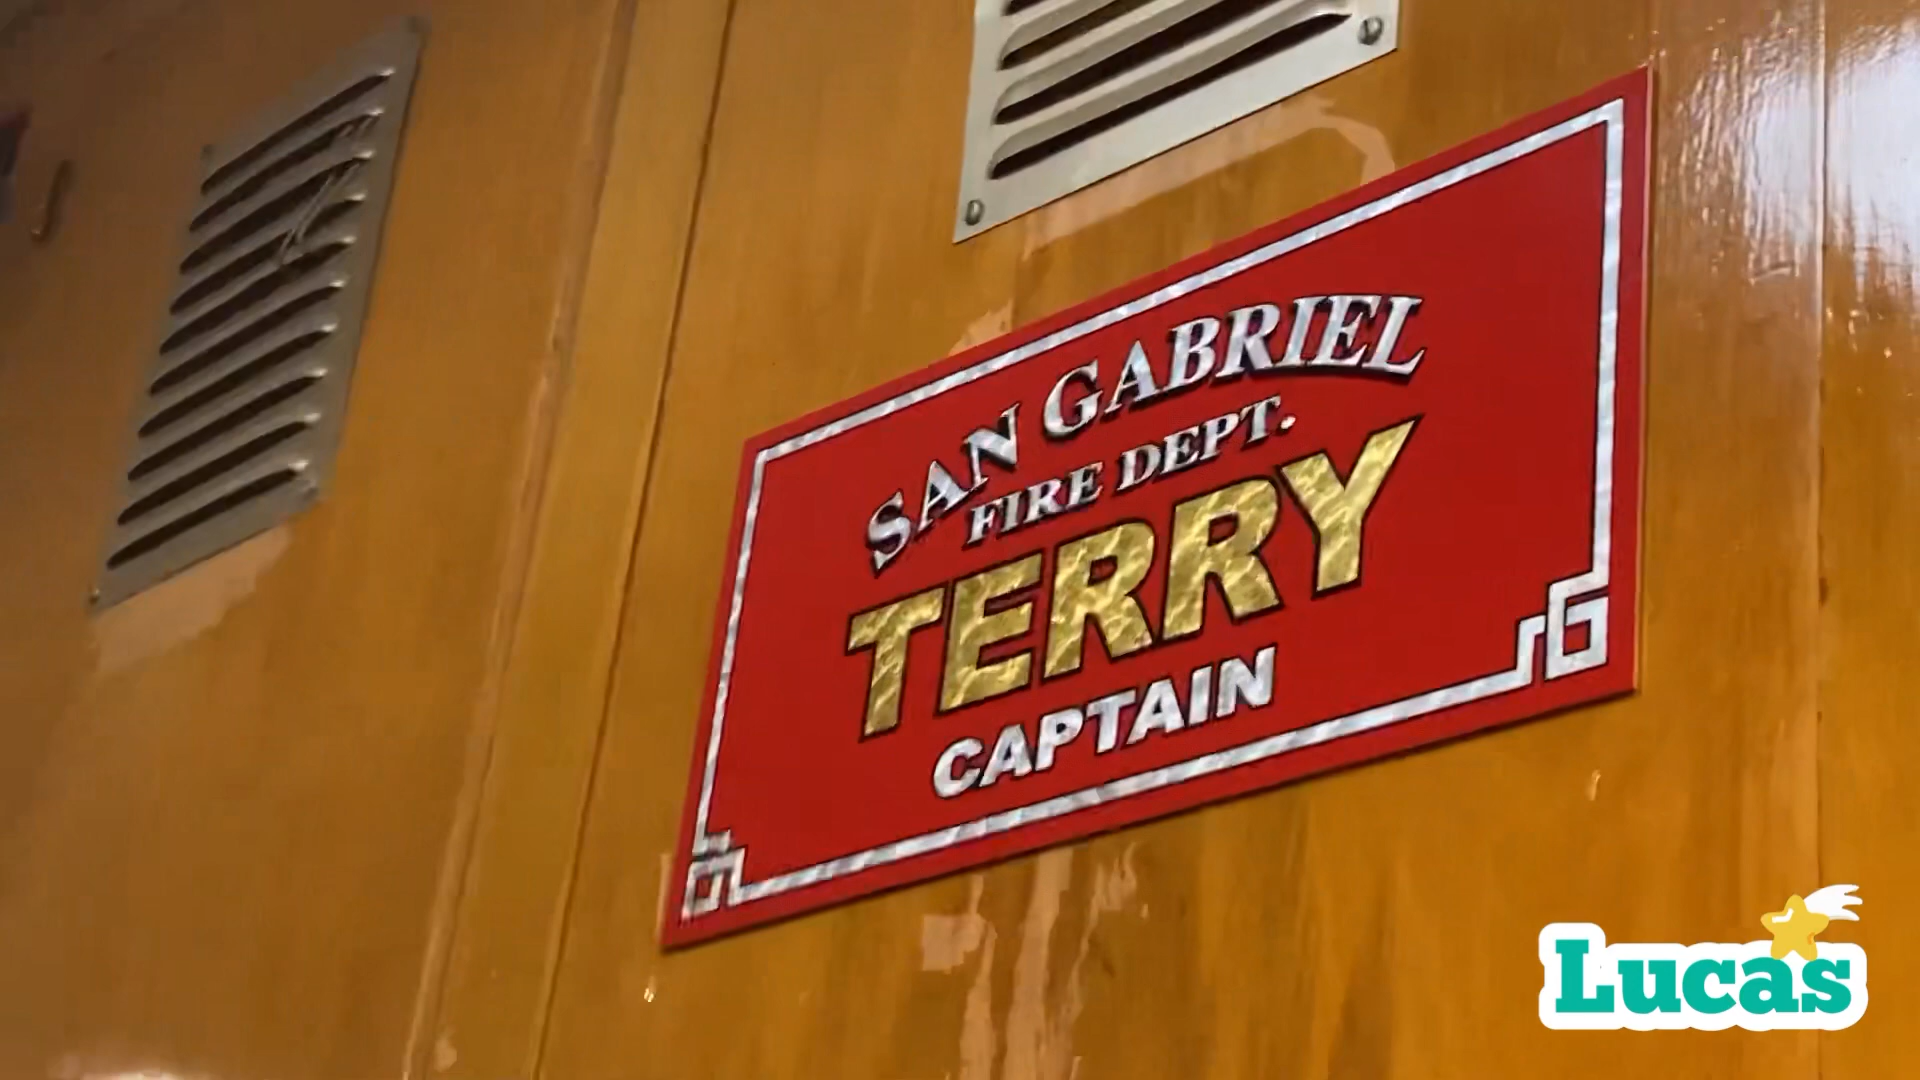 SAN GABRIEL
FIRE DEPT.
TERRY
CAPTAIN
Lucas